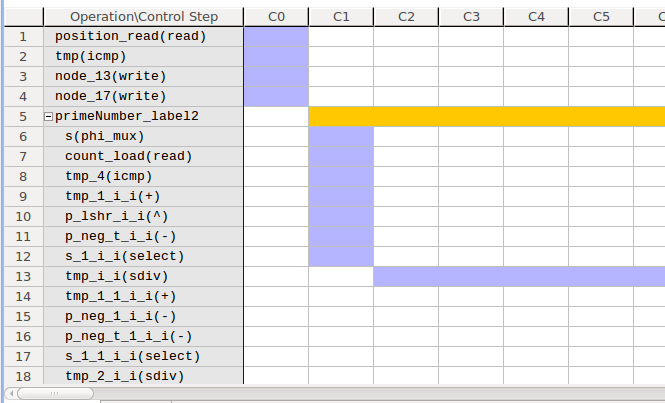 Operation\Control Step C0 C1 C2 C3 C4 C5 C
1 position_read(read)
2 tmp(icmp)
3 node_13(write)
4 node_17(write)
5 primeNumber_label2
6 s(phi_mux)
7 count_load(read)
8 tmp_4(icmp)
9 tmp_1_i_i(+)
10 p_lshr_i_i(^)
11 p_neg_t_i_i(-)
12 s_1_i_i(select)
13 tmp_i_i(sdiv)
14 tmp_1_1_i_i(+)
15 p_neg_1_i_i(-)
16 p_neg_t_1_i_i(-)
17 s_1_1_i_i(select)
18 tmp_2_i_i(sdiv)